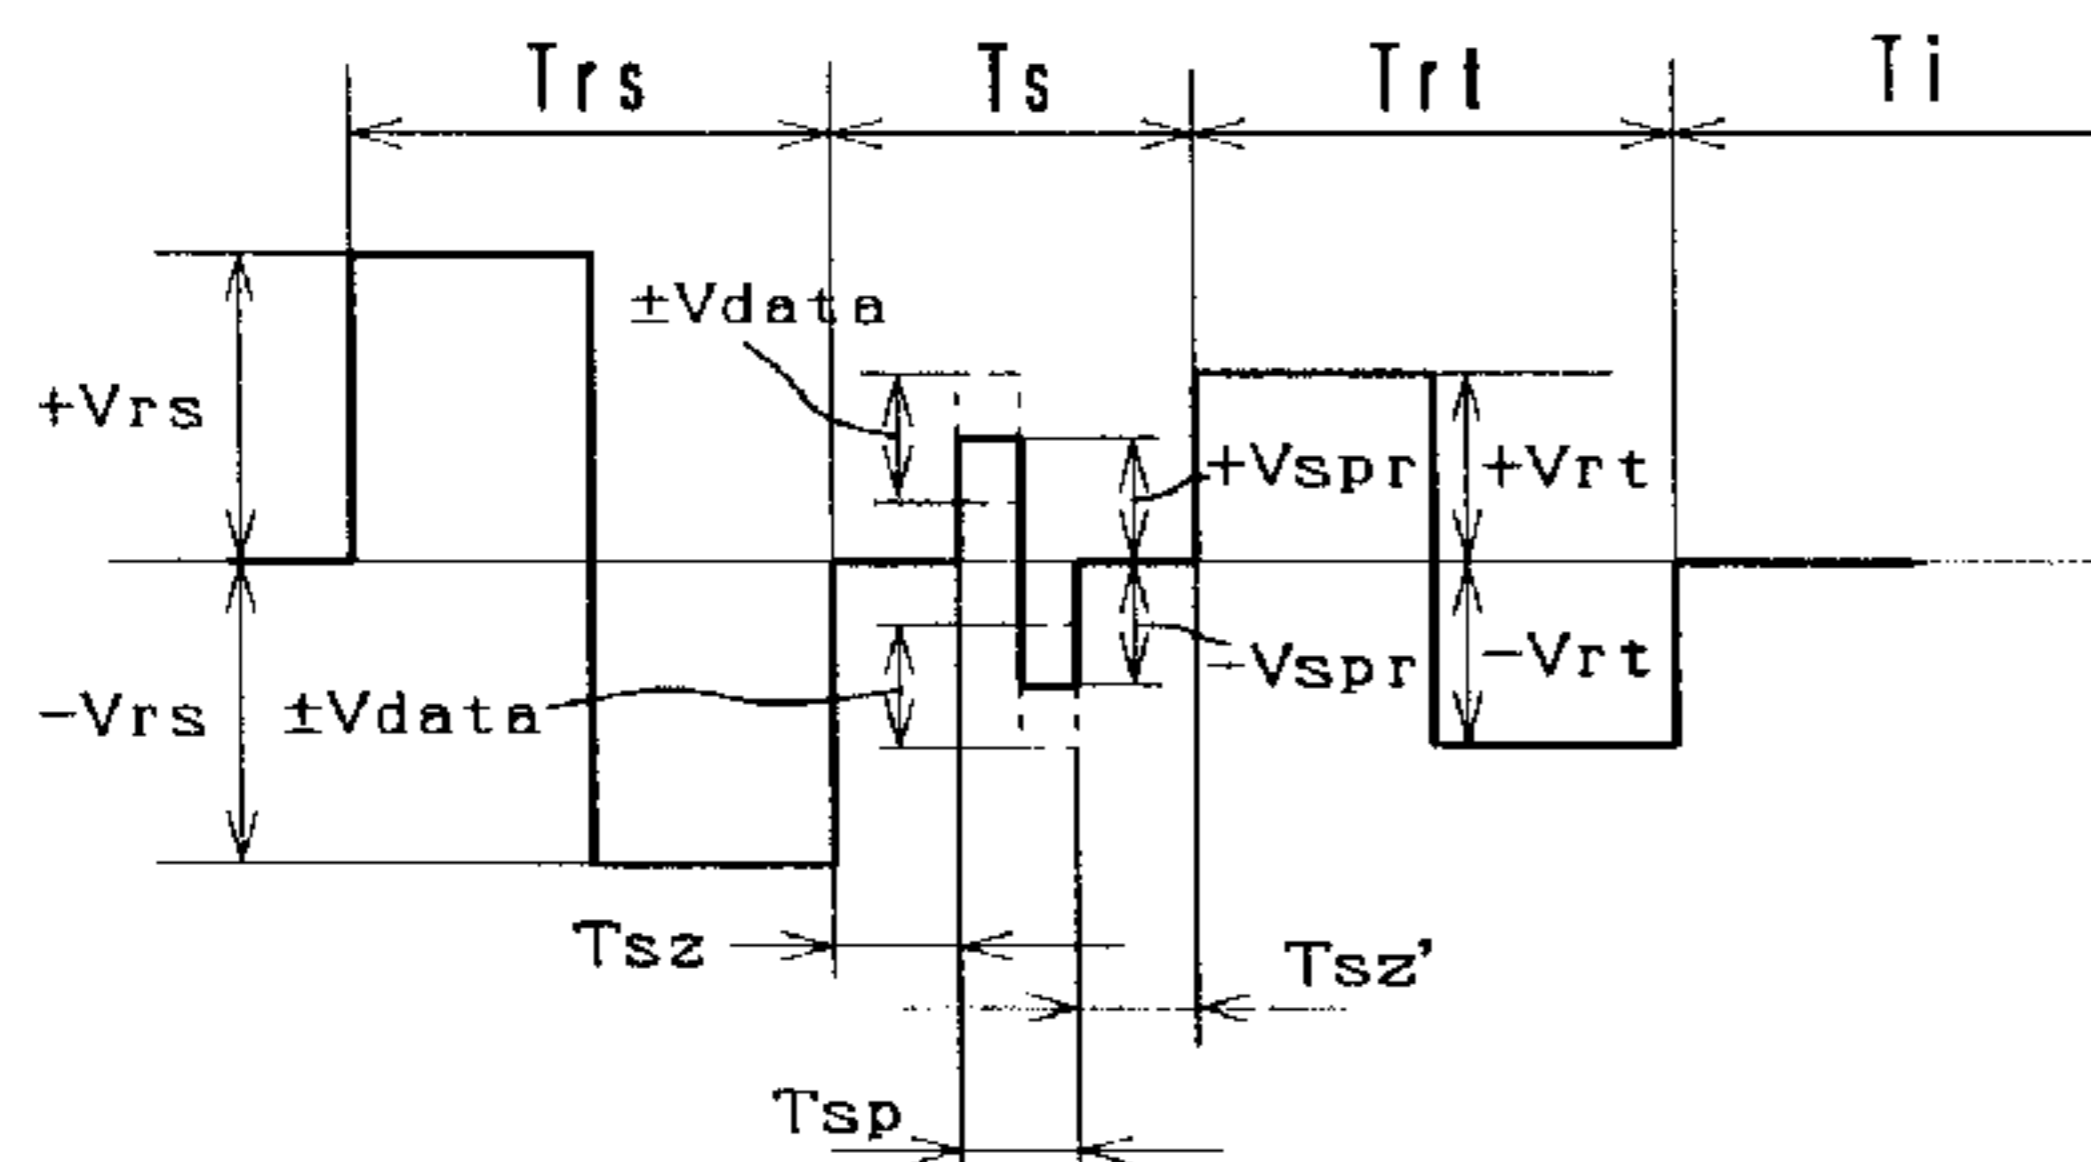 Trs Ts Trt Ti
±Vdata
+Vrs
+Vspr
+Vrt
-Vrs
±Vdata
-Vspr
-Vrt
Tsz
Tsz'
Tsp